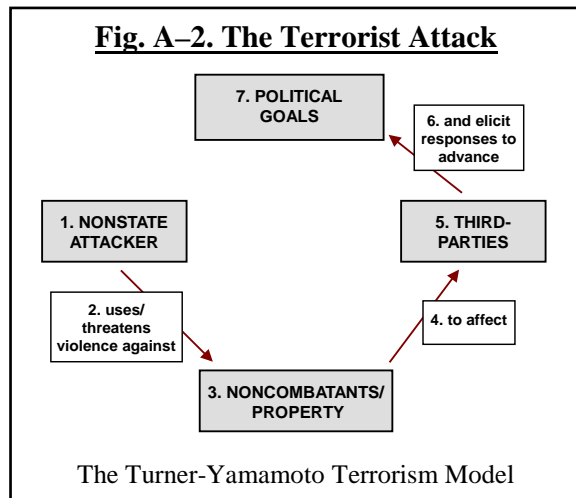 Fig. A–2. The Terrorist Attack
1. NONSTATE
ATTACKER
2. uses/
threatens
violence against
3. NONCOMBATANTS/
PROPERTY
4. to affect
5. THIRD-
PARTIES
6. and elicit
responses to
advance
7. POLITICAL
GOALS
The Turner-Yamamoto Terrorism Model